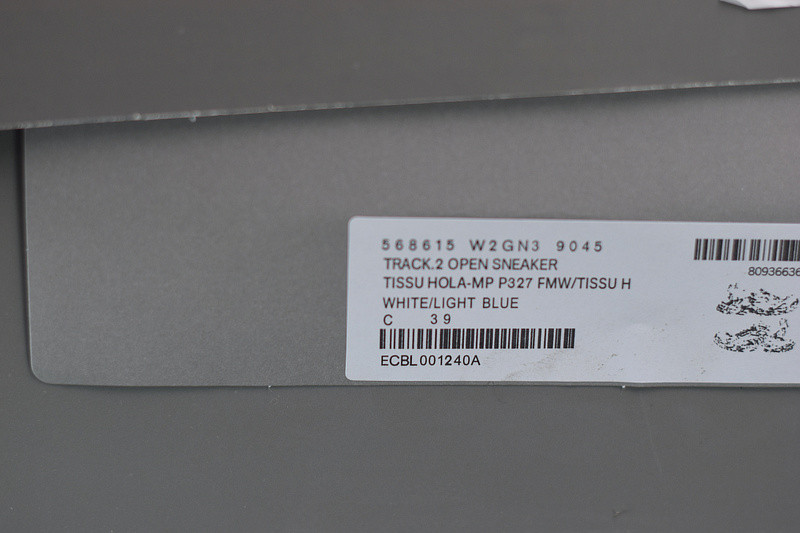 568615 W2GN3 9045
TRACK.2 OPEN SNEAKER
TISSU HOLA-MP P327 FMW/TISSU H
WHITE/LIGHT BLUE
C 39
ECBL001240A
80936636